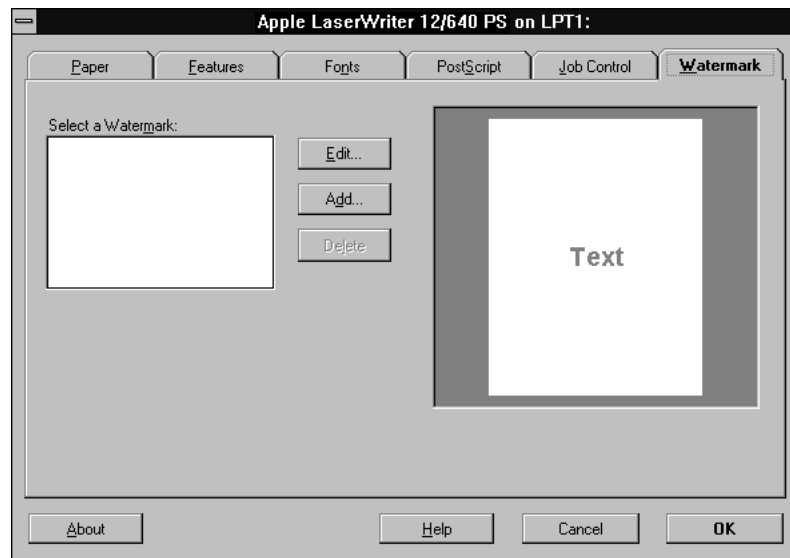 Apple LaserWriter 12/640 PS on LPT1:
Paper Features Fonts PostScript Job Control Watermark
Select a Watermark:
Edit...
Add...
Delete
Text
About Help Cancel OK